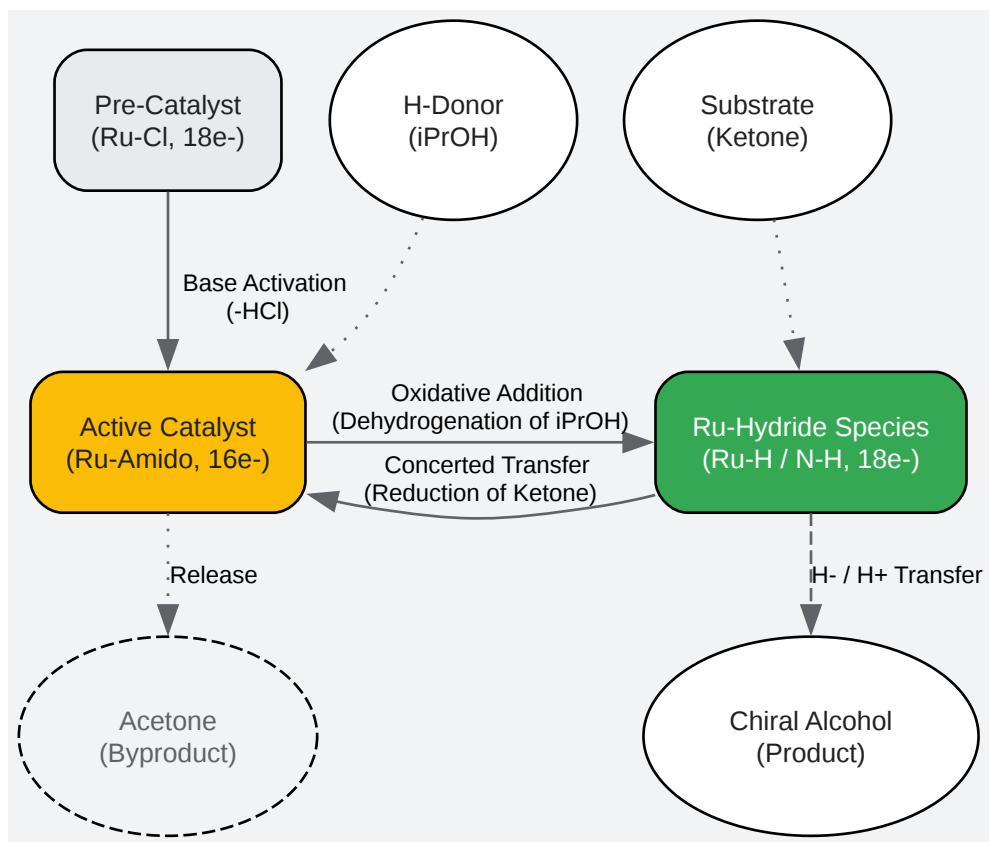 Pre-Catalyst
(Ru-Cl, 18e-)
H-Donor
(iPrOH)
Substrate
(Ketone)
Base Activation
(-HCl)
Active Catalyst
(Ru-Amido, 16e-)
Oxidative Addition
(Dehydrogenation of iPrOH)
Concerted Transfer
(Reduction of Ketone)
Ru-Hydride Species
(Ru-H / N-H, 18e-)
Release
H- / H+ Transfer
Acetone
(Byproduct)
Chiral Alcohol
(Product)